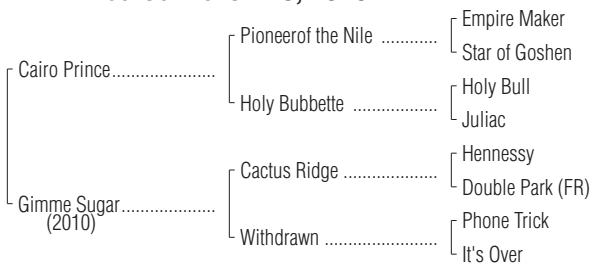 Pioneerof the Nile ............
Empire Maker
Star of Goshen
Cairo Prince.....................
Holy Bubbette ..................
Holy Bull
Juliac
Cactus Ridge ....................
Hennessy
Double Park (FR)
Gimme Sugar...................
(2010)
Withdrawn ........................
Phone Trick
It's Over